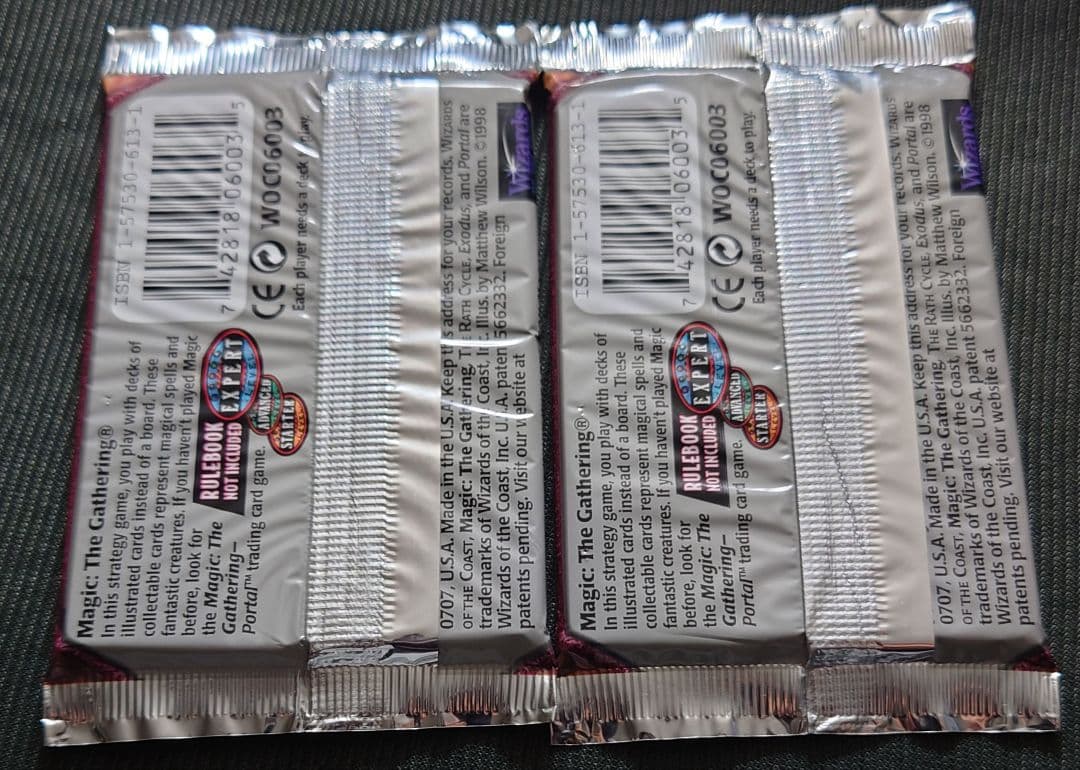 Magic: The Gathering®
In this strategy game, you play with decks of
illustrated cards instead of a board. These
collectable cards represent magical spells and
fantastic creatures. If you haven't played Magic
before, look for
the Magic: The
Gathering–
Portal™ trading card game.
RULEBOOK
NOT INCLUDED
EXPERT
ADVANCED
STARTER
ISBN 1-57530-613-1
7 42818 06003 5
CE WOC06003
Each player needs a deck to play.
0707, U.S.A. Made in the U.S.A. Keep this address for your records. WIZARDS
OF THE COAST, Magic: The Gathering, THE RATH CYCLE, Exodus, and Portal are
trademarks of Wizards of the Coast, Inc. Illus. by Matthew Wilson. ©1998
Wizards of the Coast, Inc. U.S.A. patent 5662332. Foreign
patents pending. Visit our website at
Wizards
Magic: The Gathering®
In this strategy game, you play with decks of
illustrated cards instead of a board. These
collectable cards represent magical spells and
fantastic creatures. If you haven't played Magic
before, look for
the Magic: The
Gathering–
Portal™ trading card game.
RULEBOOK
NOT INCLUDED
EXPERT
ADVANCED
STARTER
ISBN 1-57530-613-1
7 42818 06003 5
CE WOC06003
Each player needs a deck to play.
0707, U.S.A. Made in the U.S.A. Keep this address for your records. WIZARDS
OF THE COAST, Magic: The Gathering, THE RATH CYCLE, Exodus, and Portal are
trademarks of Wizards of the Coast, Inc. Illus. by Matthew Wilson. ©1998
Wizards of the Coast, Inc. U.S.A. patent 5662332. Foreign
patents pending. Visit our website at
Wizards